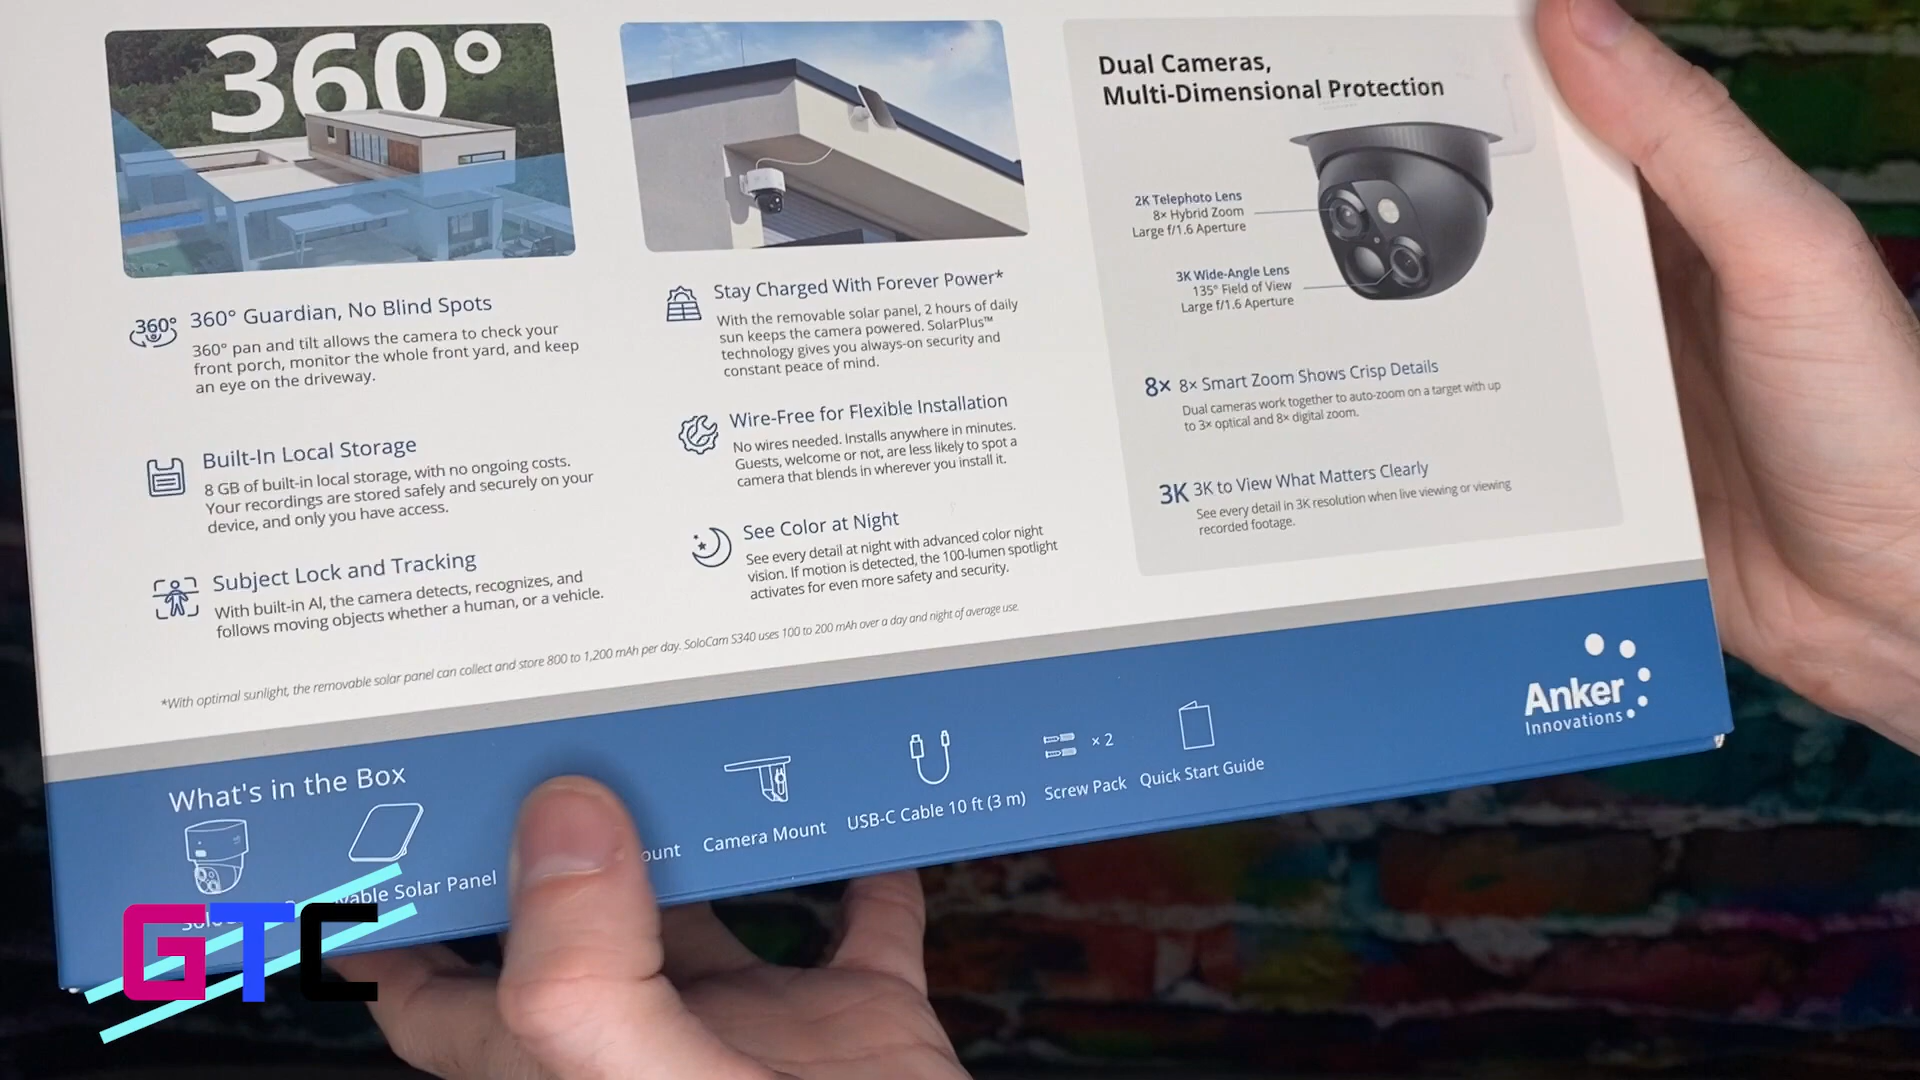 360°
360°
360° Guardian, No Blind Spots
360° pan and tilt allows the camera to check your
front porch, monitor the whole front yard, and keep
an eye on the driveway.
Built-In Local Storage
8 GB of built-in local storage, with no ongoing costs.
Your recordings are stored safely and securely on your
device, and only you have access.
Subject Lock and Tracking
With built-in AI, the camera detects, recognizes, and
follows moving objects whether a human, or a vehicle.
Stay Charged With Forever Power*
With the removable solar panel, 2 hours of daily
sun keeps the camera powered. SolarPlus™
technology gives you always-on security and
constant peace of mind.
Wire-Free for Flexible Installation
No wires needed. Installs anywhere in minutes.
Guests, welcome or not, are less likely to spot a
camera that blends in wherever you install it.
See Color at Night
See every detail at night with advanced color night
vision. If motion is detected, the 100-lumen spotlight
activates for even more safety and security.
*With optimal sunlight, the removable solar panel can collect and store 800 to 1,200 mAh per day. SoloCam S340 uses 100 to 200 mAh over a day and night of average use.
Dual Cameras,
Multi-Dimensional Protection
2K Telephoto Lens
8× Hybrid Zoom
Large f/1.6 Aperture
3K Wide-Angle Lens
135° Field of View
Large f/1.6 Aperture
8× 8× Smart Zoom Shows Crisp Details
Dual cameras work together to auto-zoom on a target with up
to 3× optical and 8× digital zoom.
3K 3K to View What Matters Clearly
See every detail in 3K resolution when live viewing or viewing
recorded footage.
What's in the Box
Solar Panel
Camera Mount
USB-C Cable 10 ft (3 m)
× 2
Screw Pack
Quick Start Guide
Anker
Innovations
GTC